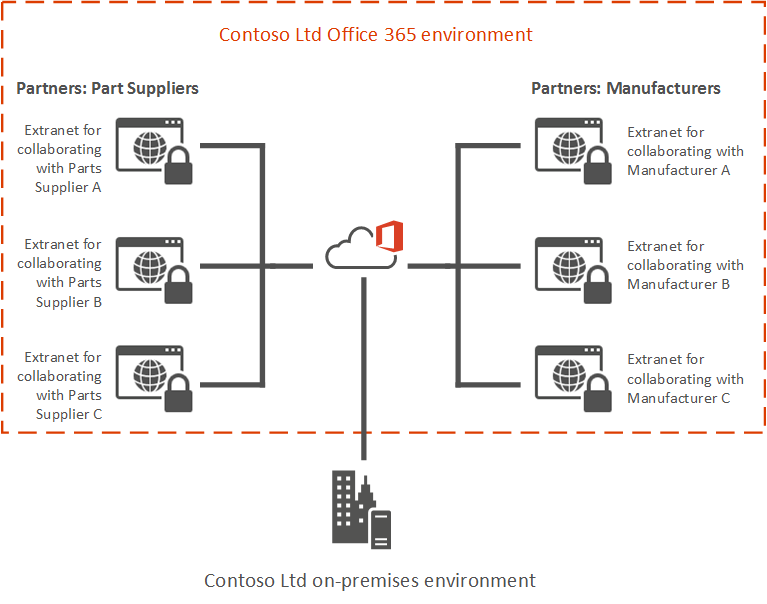 Contoso Ltd Office 365 environment
Partners: Part Suppliers
Extranet for
collaborating
with Parts
Supplier A
Extranet for
collaborating
with Parts
Supplier B
Extranet for
collaborating
with Parts
Supplier C
Partners: Manufacturers
Extranet for
collaborating with
Manufacturer A
Extranet for
collaborating with
Manufacturer B
Extranet for
collaborating with
Manufacturer C
Contoso Ltd on-premises environment